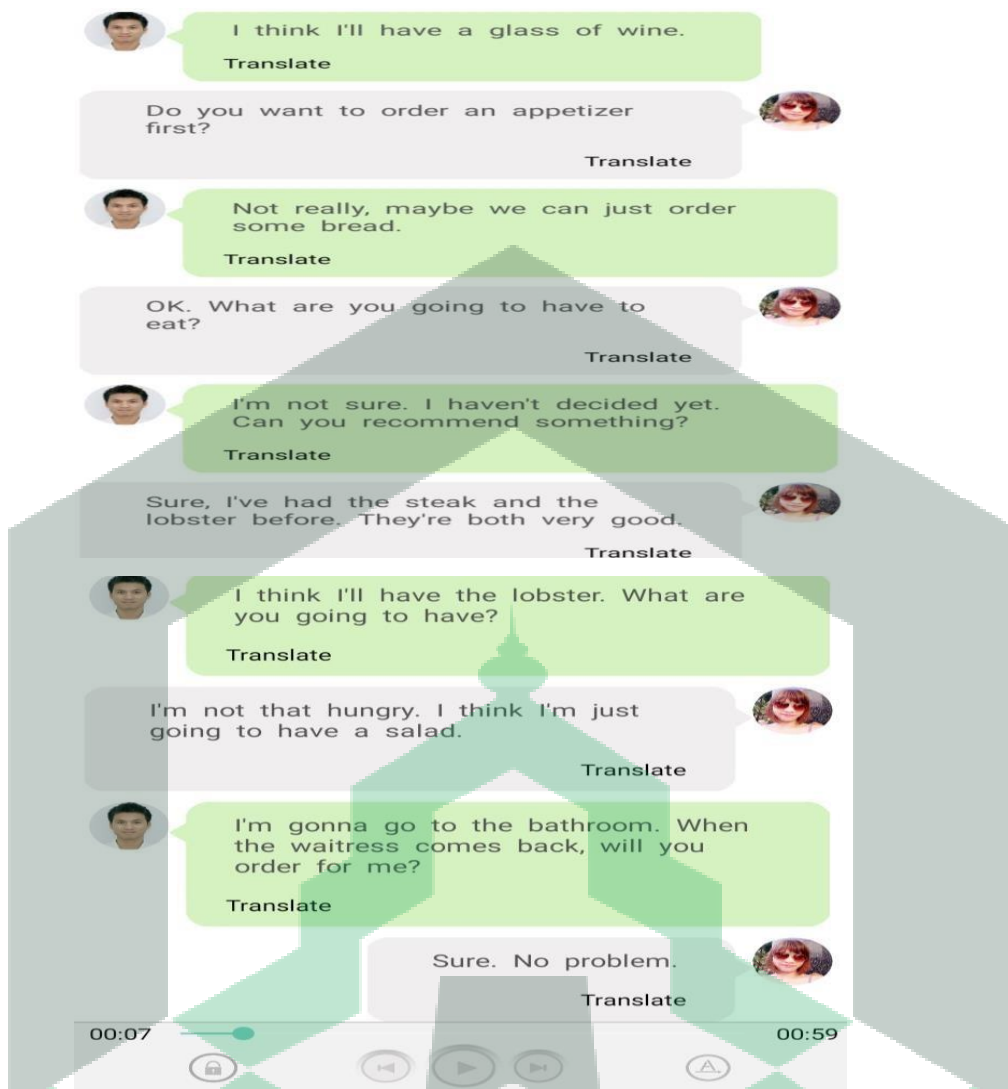 I think I'll have a glass of wine.
Translate
Do you want to order an appetizer
first?
Translate
Not really, maybe we can just order
some bread.
Translate
OK. What are you going to have to
eat?
Translate
I'm not sure. I haven't decided yet.
Can you recommend something?
Translate
Sure, I've had the steak and the
lobster before. They're both very good.
Translate
I think I'll have the lobster. What are
you going to have?
Translate
I'm not that hungry. I think I'm just
going to have a salad.
Translate
I'm gonna go to the bathroom. When
the waitress comes back, will you
order for me?
Translate
Sure. No problem.
Translate
00:07 00:59
A